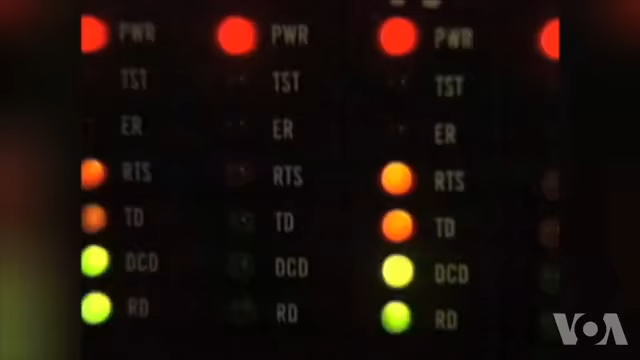 PWR PWR PWR
TST TST TST
ER ER ER
RTS RTS RTS
TD TD TD
DCD DCD DCD
RD RD RD
VOA